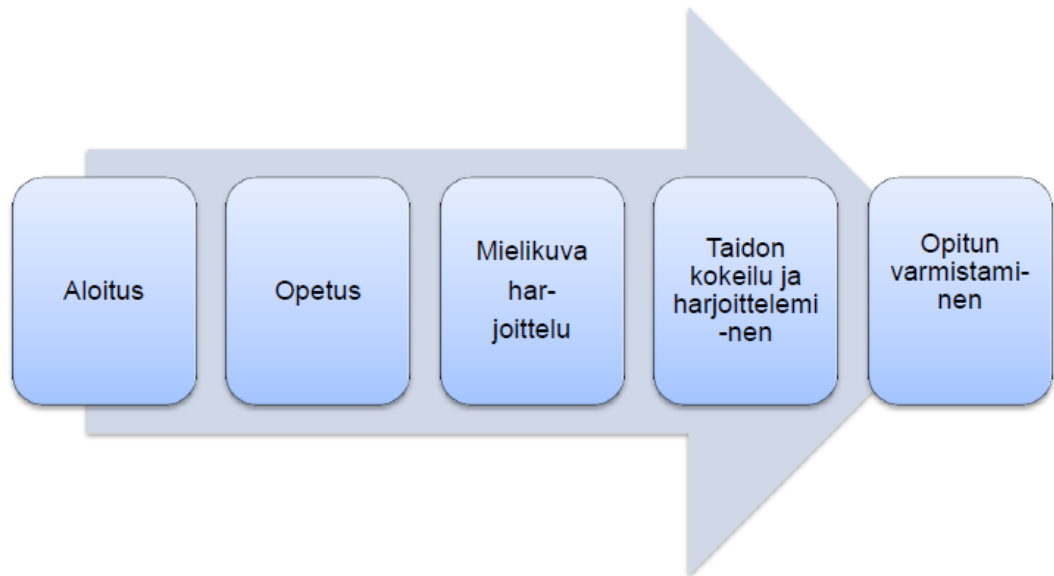 Aloitus
Opetus
Mielikuva
har-
joittelu
Taidon
kokeilu ja
harjoittelemi
-nen
Opitun
varmistami-
nen